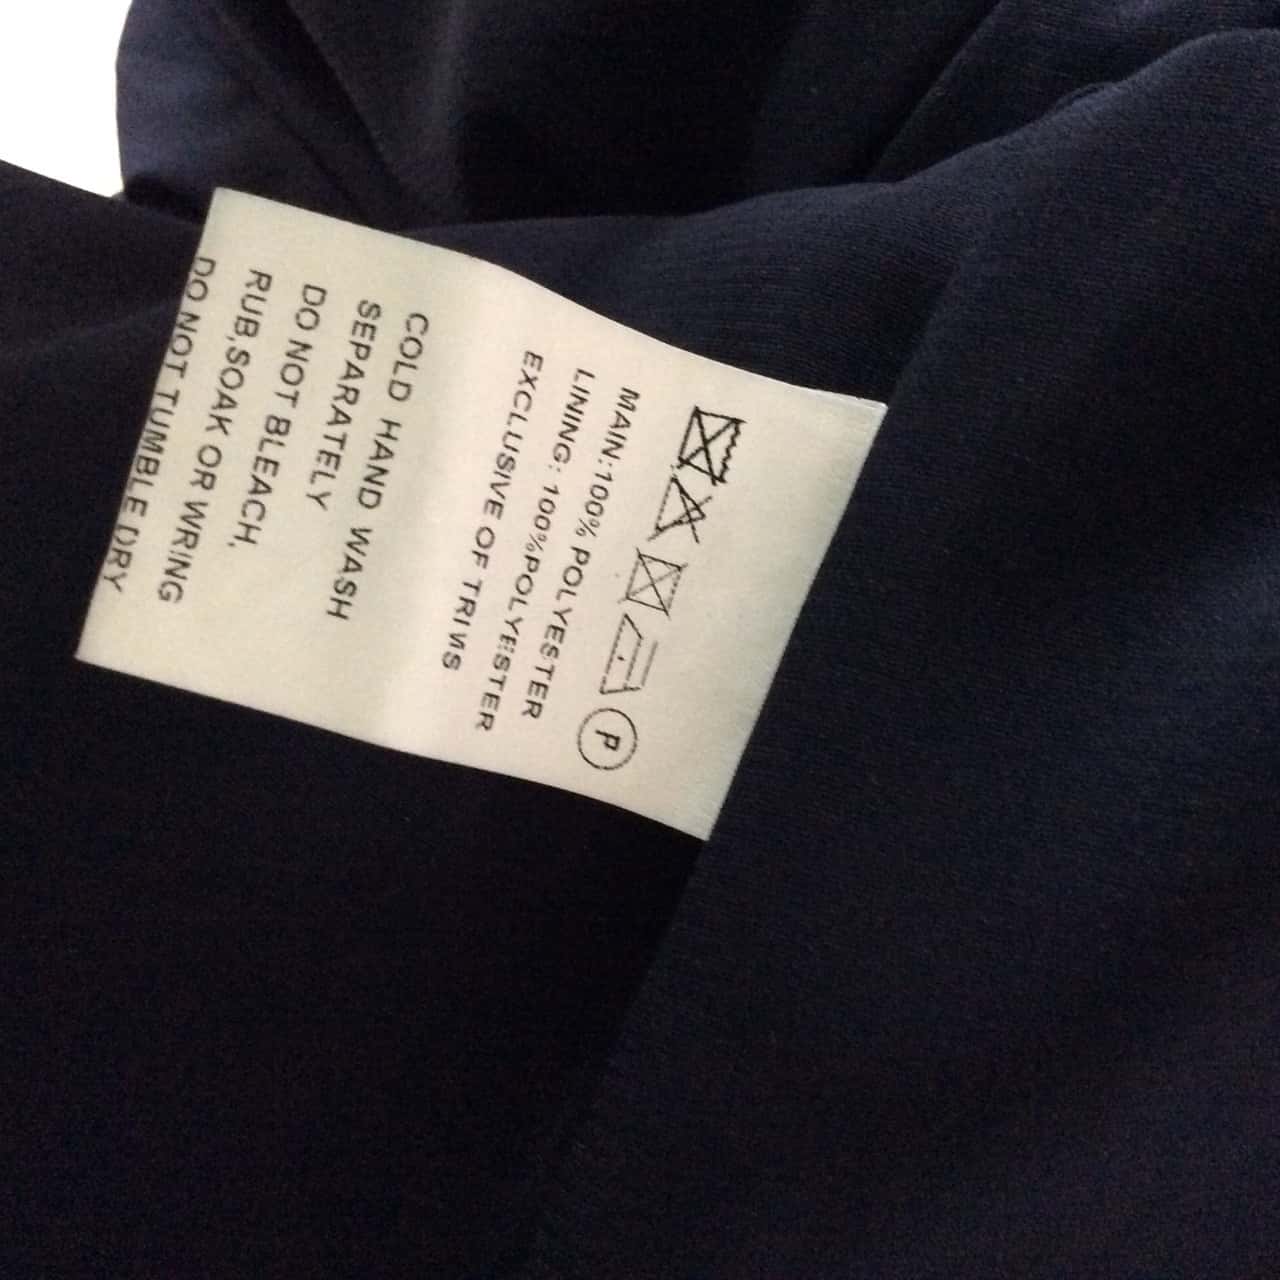 P
MAIN:100% POLYESTER
LINING: 100%POLYESTER
EXCLUSIVE OF TRIMS
COLD HAND WASH
SEPARATELY
DO NOT BLEACH,
RUB,SOAK OR WRING
DO NOT TUMBLE DRY